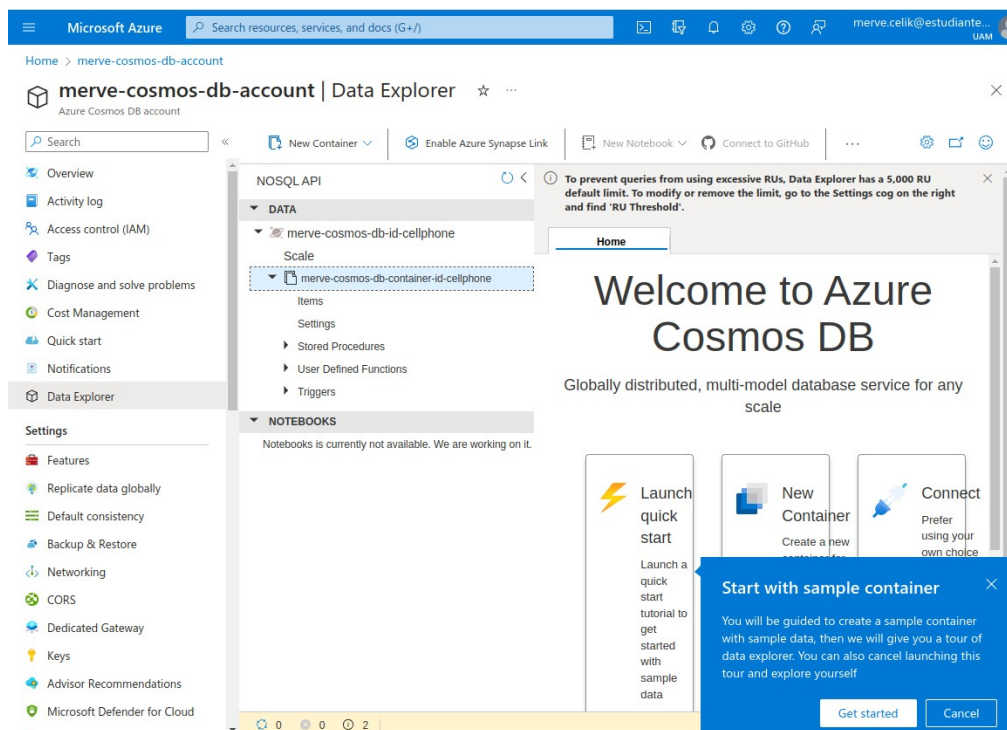 Microsoft Azure
Search resources, services, and docs (G+/)
merve.celik@estudiante...
UAM
Home > merve-cosmos-db-account
merve-cosmos-db-account | Data Explorer
Azure Cosmos DB account
Search
Overview
Activity log
Access control (IAM)
Tags
Diagnose and solve problems
Cost Management
Quick start
Notifications
Data Explorer
Settings
Features
Replicate data globally
Default consistency
Backup & Restore
Networking
CORS
Dedicated Gateway
Keys
Advisor Recommendations
Microsoft Defender for Cloud
New Container
Enable Azure Synapse Link
New Notebook
Connect to GitHub
NOSQL API
DATA
merve-cosmos-db-id-cellphone
Scale
merve-cosmos-db-container-id-cellphone
Items
Settings
Stored Procedures
User Defined Functions
Triggers
NOTEBOOKS
Notebooks is currently not available. We are working on it.
To prevent queries from using excessive RUs, Data Explorer has a 5,000 RU
default limit. To modify or remove the limit, go to the Settings cog on the right
and find 'RU Threshold'.
Home
Welcome to Azure
Cosmos DB
Globally distributed, multi-model database service for any
scale
Launch
quick
start
Launch a
quick
start
tutorial to
get
started
with
sample
data
New
Container
Create a new
Connect
Prefer
using your
own choice
Start with sample container
You will be guided to create a sample container
with sample data, then we will give you a tour of
data explorer. You can also cancel launching this
tour and explore yourself
Get started
Cancel
0
0
2